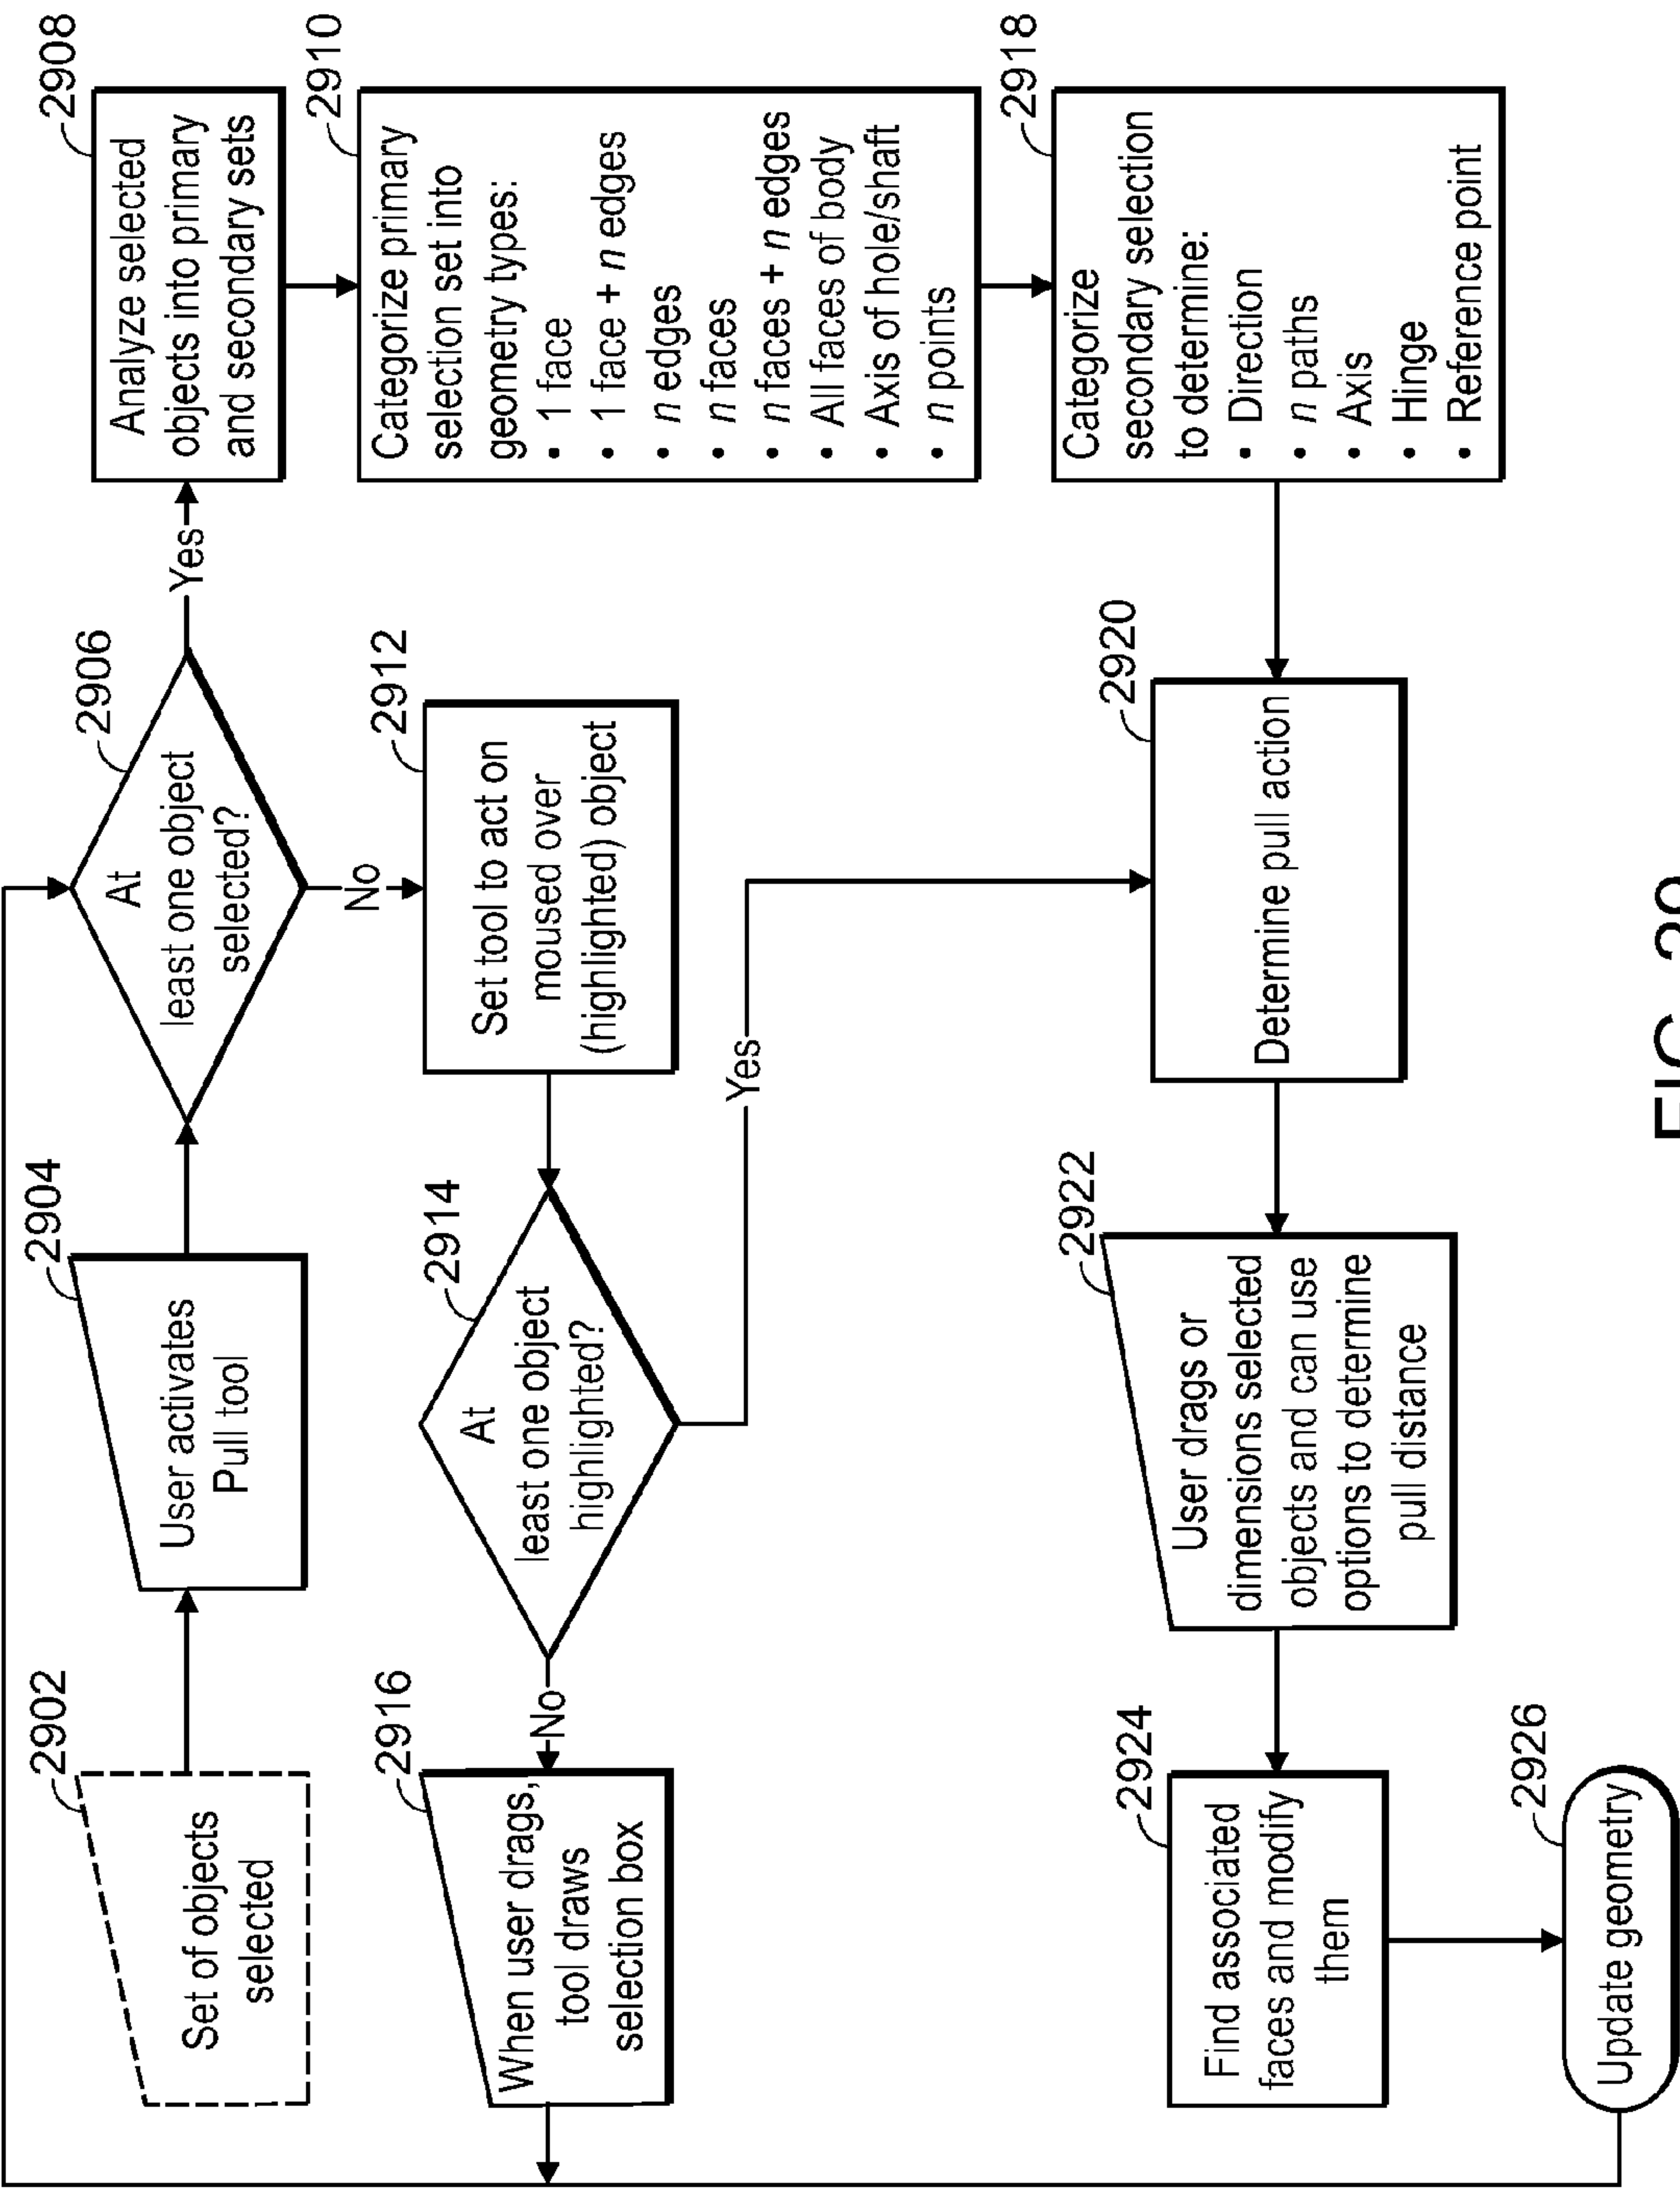 2902
Set of objects
selected
2904
User activates
Pull tool
2906
At
least one object
selected?
Yes
No
2908
Analyze selected
objects into primary
and secondary sets
2910
Categorize primary
selection set into
geometry types:
• 1 face
• 1 face + n edges
• n edges
• n faces
• n faces + n edges
• All faces of body
• Axis of hole/shaft
• n points
2912
Set tool to act on
moused over
(highlighted) object
2914
At
least one object
highlighted?
No
Yes
2916
When user drags,
tool draws
selection box
2918
Categorize
secondary selection
to determine:
• Direction
• n paths
• Axis
• Hinge
• Reference point
2920
Determine pull action
2922
User drags or
dimensions selected
objects and can use
options to determine
pull distance
2924
Find associated
faces and modify
them
2926
Update geometry